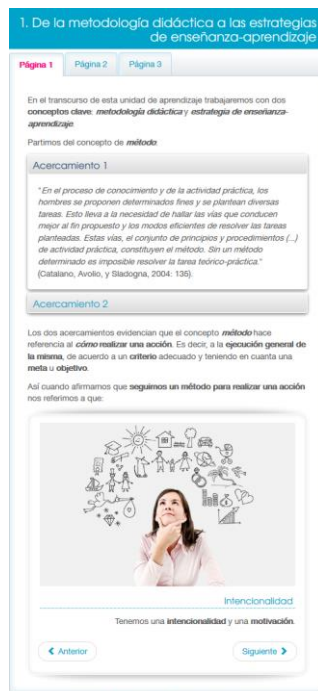 1. De la metodología didáctica a las estrategias
de enseñanza-aprendizaje
Página 1
Página 2
Página 3
En el transcurso de esta unidad de aprendizaje trabajaremos con dos
conceptos clave: metodología didáctica y estrategia de enseñanza-
aprendizaje.
Partimos del concepto de método:
Acercamiento 1
"En el proceso de conocimiento y de la actividad práctica, los
hombres se proponen determinados fines y se plantean diversas
tareas. Esto lleva a la necesidad de hallar las vías que conducen
mejor al fin propuesto y los modos eficientes de resolver las tareas
planteadas. Estas vías, el conjunto de principios y procedimientos (...)
de actividad práctica, constituyen el método. Sin un método
determinado es imposible resolver la tarea teórico-práctica."
(Catalano, Avolio, y Sladogna, 2004: 135).
Acercamiento 2
Los dos acercamientos evidencian que el concepto método hace
referencia al cómo realizar una acción. Es decir, a la ejecución general de
la misma, de acuerdo a un criterio adecuado y teniendo en cuanta una
meta u objetivo.
Así cuando afirmamos que seguimos un método para realizar una acción
nos referimos a que:
Intencionalidad
Tenemos una intencionalidad y una motivación.
Anterior
Siguiente